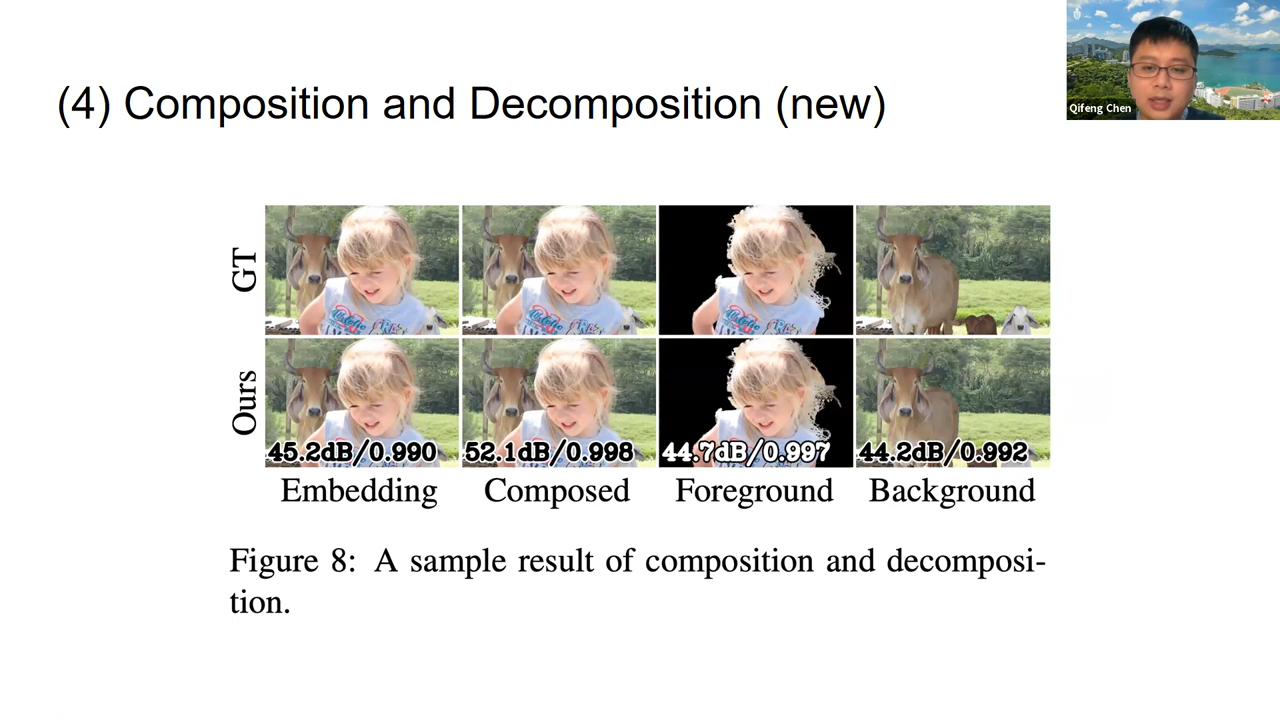 (4) Composition and Decomposition (new)
Qifeng Chen
GT
Ours
45.2dB/0.990 52.1dB/0.998 44.7dB/0.997 44.2dB/0.992
Embedding Composed Foreground Background
Figure 8: A sample result of composition and decomposi-
tion.